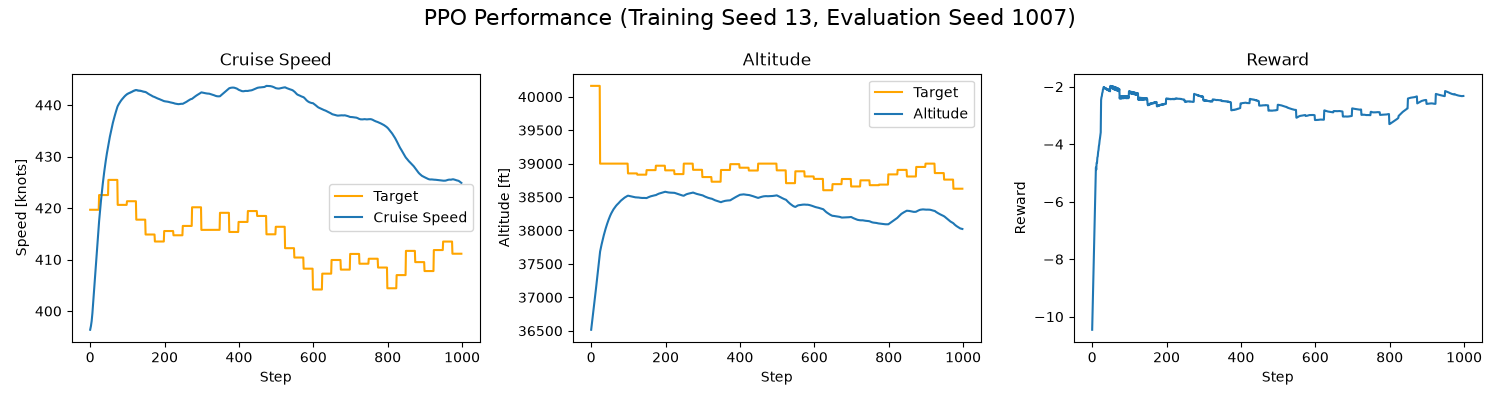 PPO Performance (Training Seed 13, Evaluation Seed 1007)
Cruise Speed
Speed [knots]
440
430
420
410
400
Target
Cruise Speed
0 200 400 600 800 1000
Step
Altitude
Altitude [ft]
40000
39500
39000
38500
38000
37500
37000
36500
Target
Altitude
0 200 400 600 800 1000
Step
Reward
Reward
−2
−4
−6
−8
−10
0 200 400 600 800 1000
Step